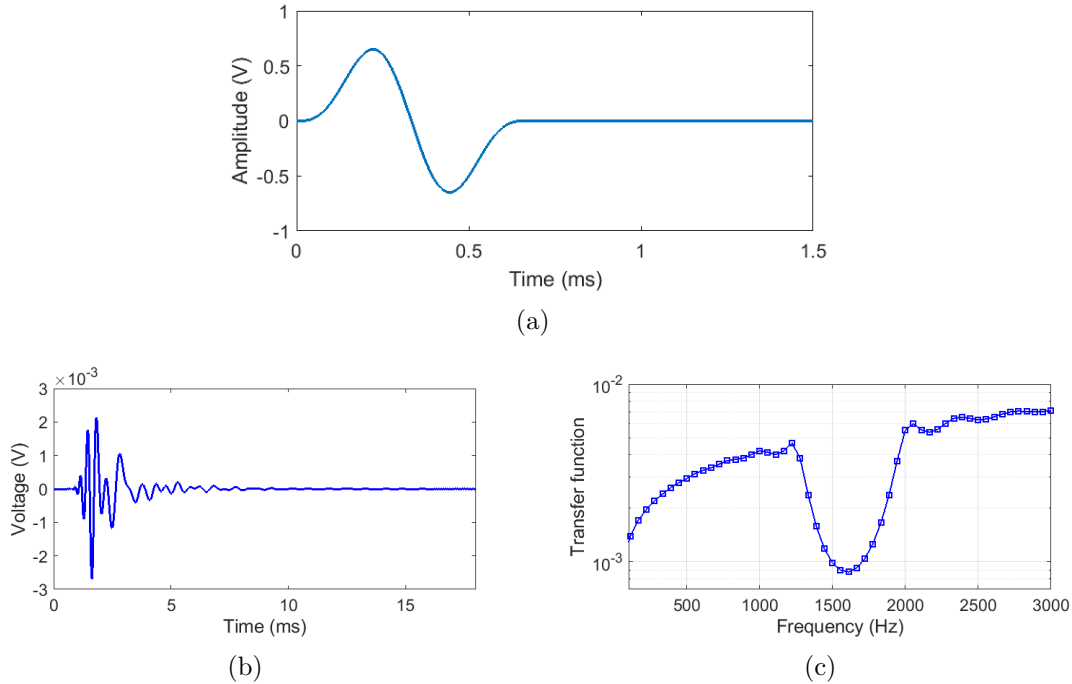 1
0.5
0
-0.5
-1
Amplitude (V)
0 0.5 1 1.5
Time (ms)
(a)
×10-3
3
2
1
0
-1
-2
-3
Voltage (V)
0 5 10 15
Time (ms)
(b)
10-2
10-3
Transfer function
500 1000 1500 2000 2500 3000
Frequency (Hz)
(c)